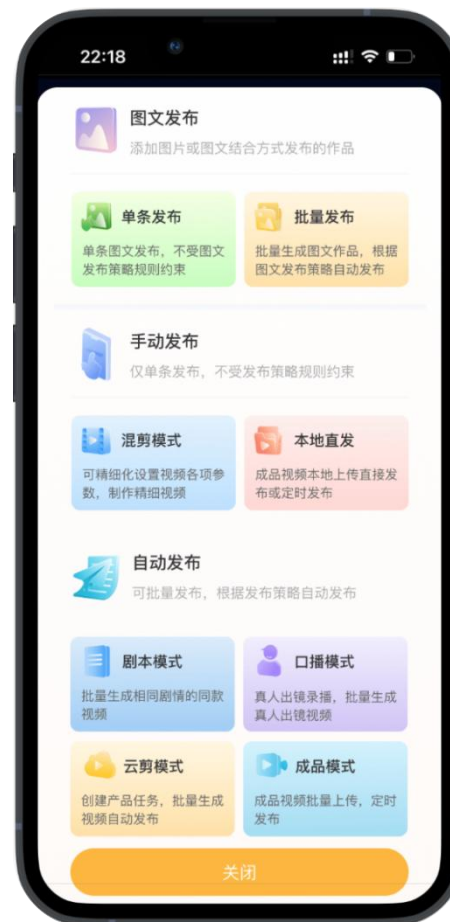 22:18
图文发布
添加图片或图文结合方式发布的作品
单条发布
单条图文发布，不受图文
发布策略规则约束
批量发布
批量生成图文作品，根据
图文发布策略自动发布
手动发布
仅单条发布，不受发布策略规则约束
混剪模式
可精细化设置视频各项参
数，制作精细视频
本地直发
成品视频本地上传直接发
布或定时发布
自动发布
可批量发布，根据发布策略自动发布
剧本模式
批量生成相同剧情的同款
视频
口播模式
真人出镜录播，批量生成
真人出镜视频
云剪模式
创建产品任务，批量生成
视频自动发布
成品模式
成品视频批量上传，定时
发布
关闭